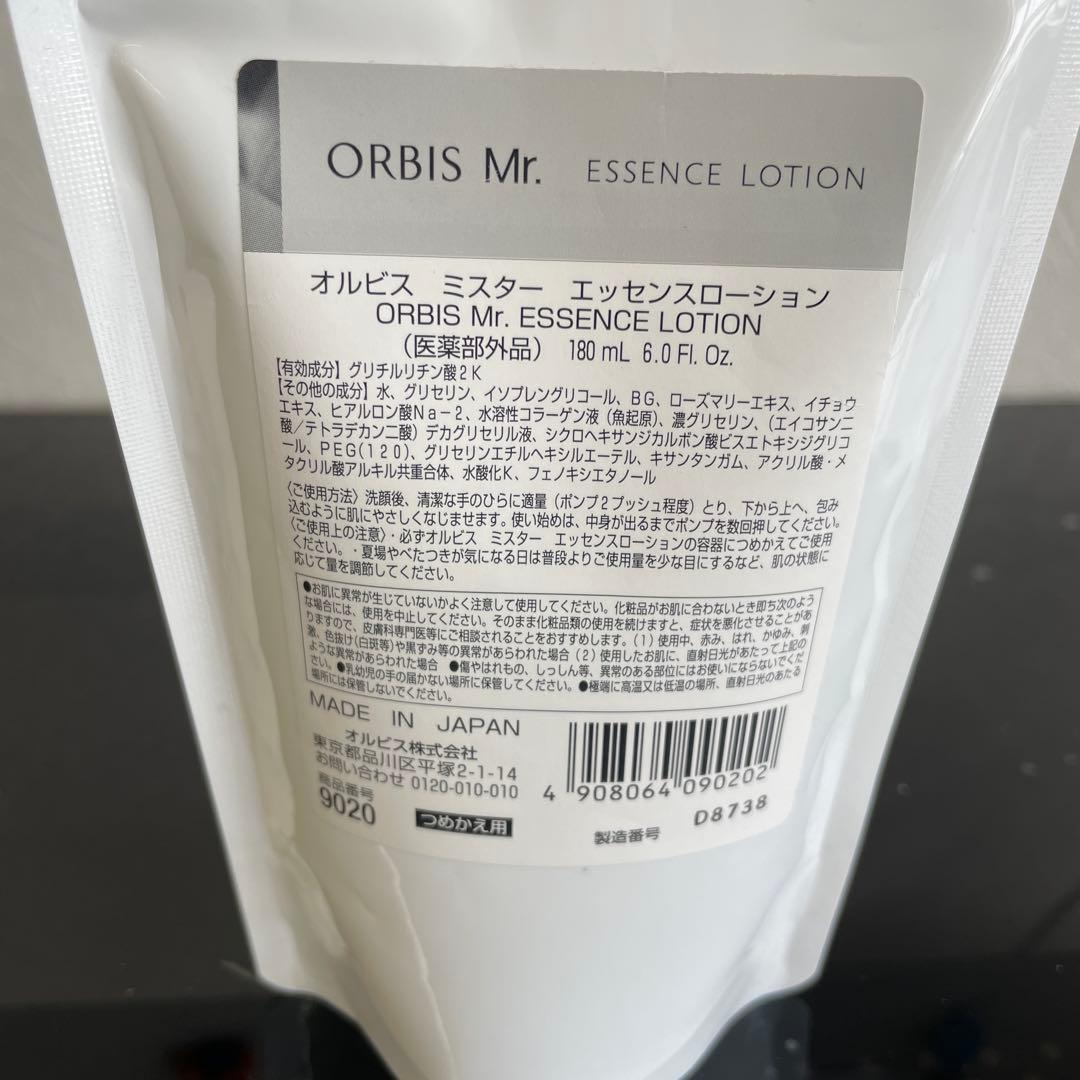 ORBIS Mr. ESSENCE LOTION
オルビス ミスター エッセンスローション
ORBIS Mr. ESSENCE LOTION
(医薬部外品) 180 mL 6.0 Fl. Oz.
【有効成分】グリチルリチン酸2K
【その他の成分】水、グリセリン、イソプレングリコール、BG、ローズマリーエキス、イチョウ
エキス、ヒアルロン酸Na－2、水溶性コラーゲン液(魚起原)、濃グリセリン、(エイコサン二
酸／テトラデカン二酸)デカグリセリル液、シクロヘキサンジカルボン酸ビスエトキシジグリコ
ール、PEG(120)、グリセリンエチルヘキシルエーテル、キサンタンガム、アクリル酸・メ
タクリル酸アルキル共重合体、水酸化K、フェノキシエタノール
〈ご使用方法〉洗顔後、清潔な手のひらに適量(ポンプ2プッシュ程度)とり、下から上へ、包み
込むように肌にやさしくなじませます。使い始めは、中身が出るまでポンプを数回押してください。
〈ご使用上の注意〉・必ずオルビス ミスター エッセンスローションの容器につめかえてご使用
ください。・夏場やべたつきが気になる日は普段よりご使用量を少な目にするなど、肌の状態に
応じて量を調節してください。
●お肌に異常が生じていないかよく注意して使用してください。化粧品がお肌に合わないとき即ち次のよう
な場合には、使用を中止してください。そのまま化粧品類の使用を続けますと、症状を悪化させることがあ
りますので、皮膚科専門医等にご相談されることをおすすめします。(1)使用中、赤み、はれ、かゆみ、刺
激、色抜け(白斑等)や黒ずみ等の異常があらわれた場合(2)使用したお肌に、直射日光があたって上記の
ような異常があらわれた場合 ●傷やはれもの、しっしん等、異常のある部位にはお使いにならないでくだ
さい。●乳幼児の手の届かない場所に保管してください。●極端に高温又は低温の場所、直射日光のあたる
場所には保管しないでください。
MADE IN JAPAN
オルビス株式会社
東京都品川区平塚2-1-14
お問い合わせ 0120-010-010
商品番号
9020
つめかえ用
4 908064 090202
製造番号 D8738